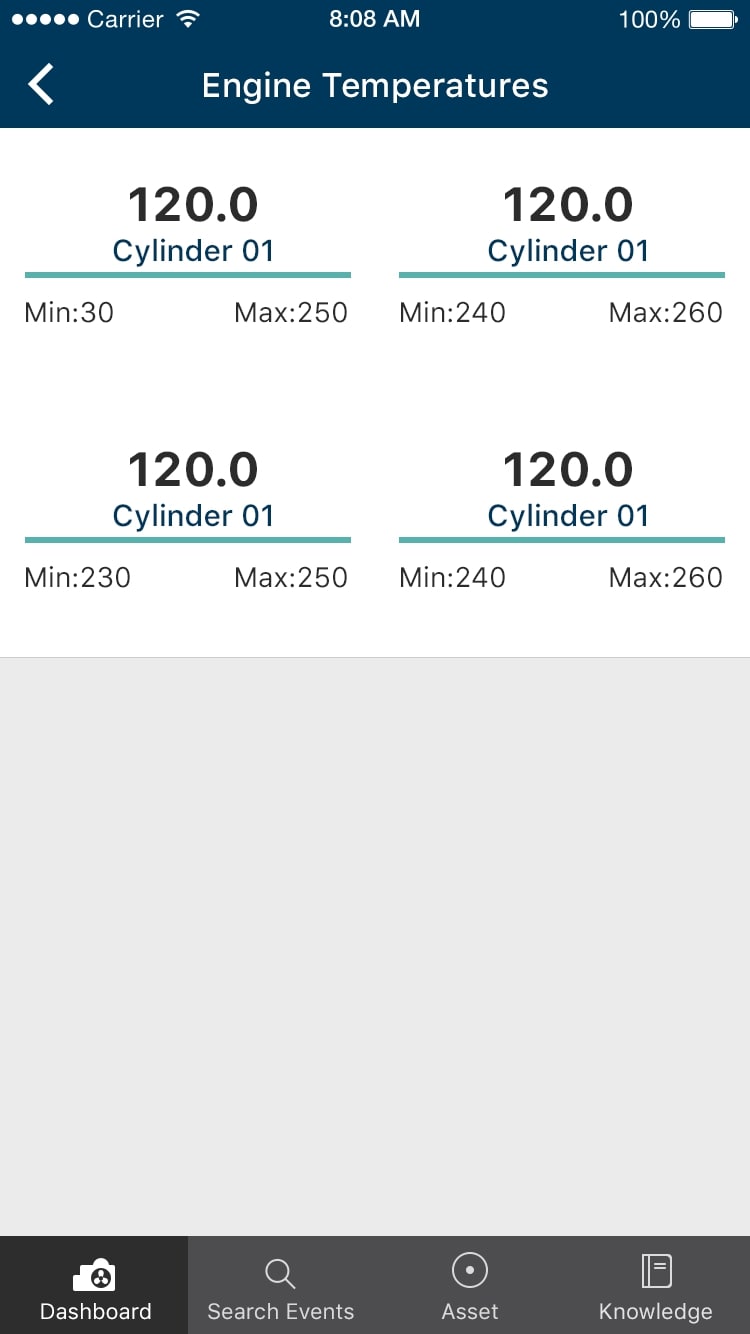 Carrier 8:08 AM 100%
Engine Temperatures
120.0 120.0
Cylinder 01 Cylinder 01
Min:30 Max:250 Min:240 Max:260
120.0 120.0
Cylinder 01 Cylinder 01
Min:230 Max:250 Min:240 Max:260
Dashboard Search Events Asset Knowledge